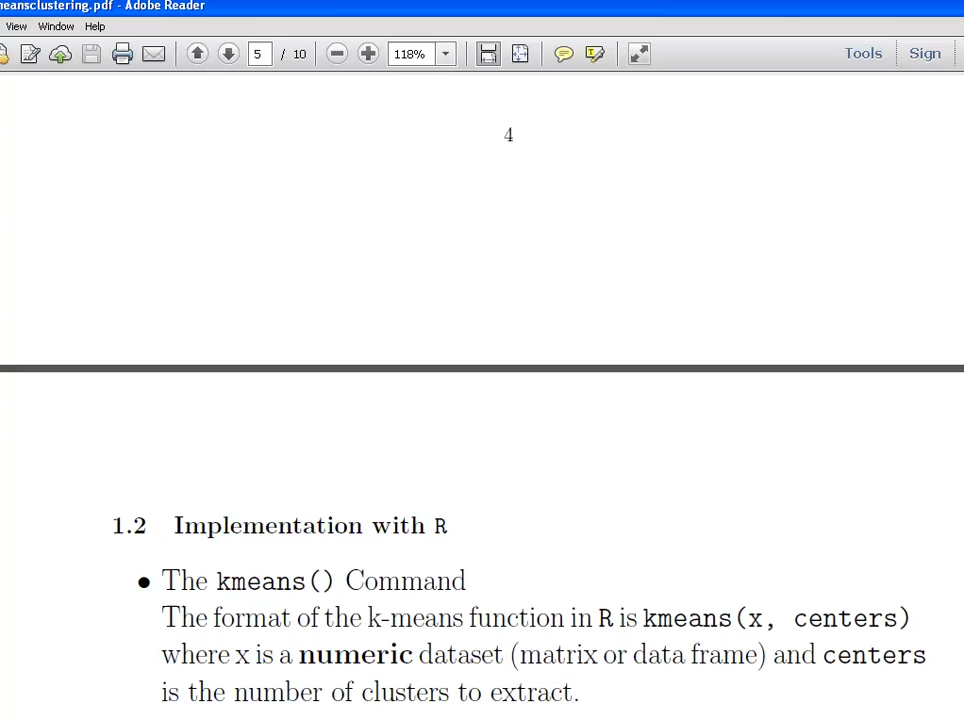 meansclustering.pdf - Adobe Reader
View Window Help
5 / 10 118% Tools Sign
4
1.2 Implementation with R
• The kmeans() Command
The format of the k-means function in R is kmeans(x, centers)
where x is a numeric dataset (matrix or data frame) and centers
is the number of clusters to extract.